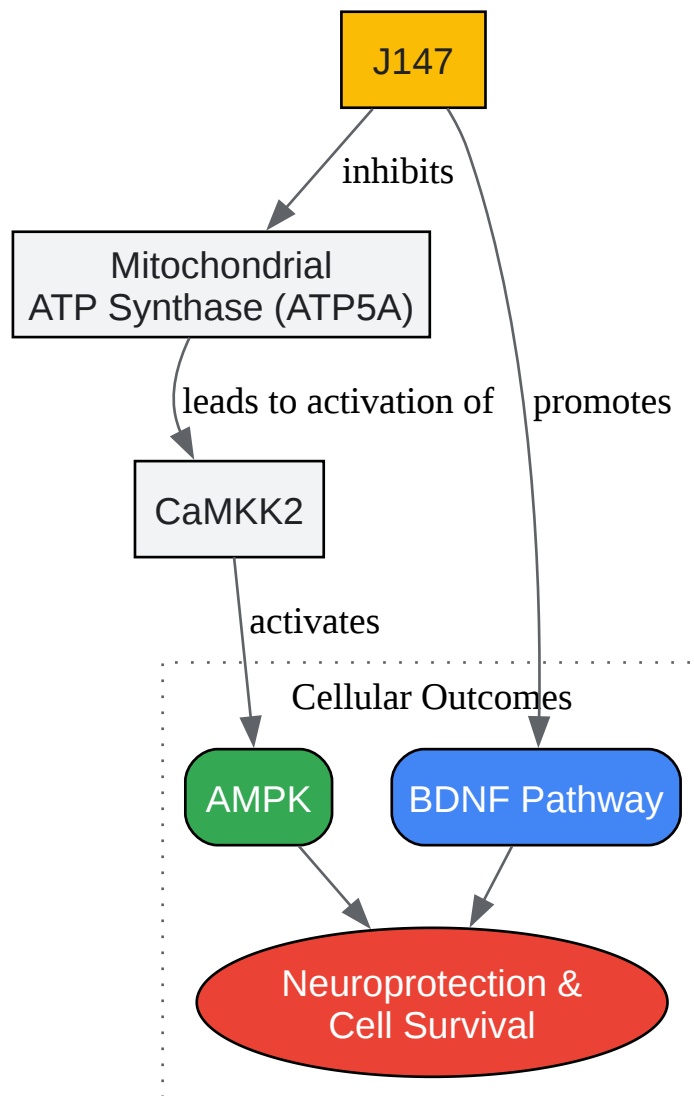 J147
inhibits
Mitochondrial
ATP Synthase (ATP5A)
leads to activation of
promotes
CaMKK2
activates
Cellular Outcomes
AMPK
BDNF Pathway
Neuroprotection &
Cell Survival